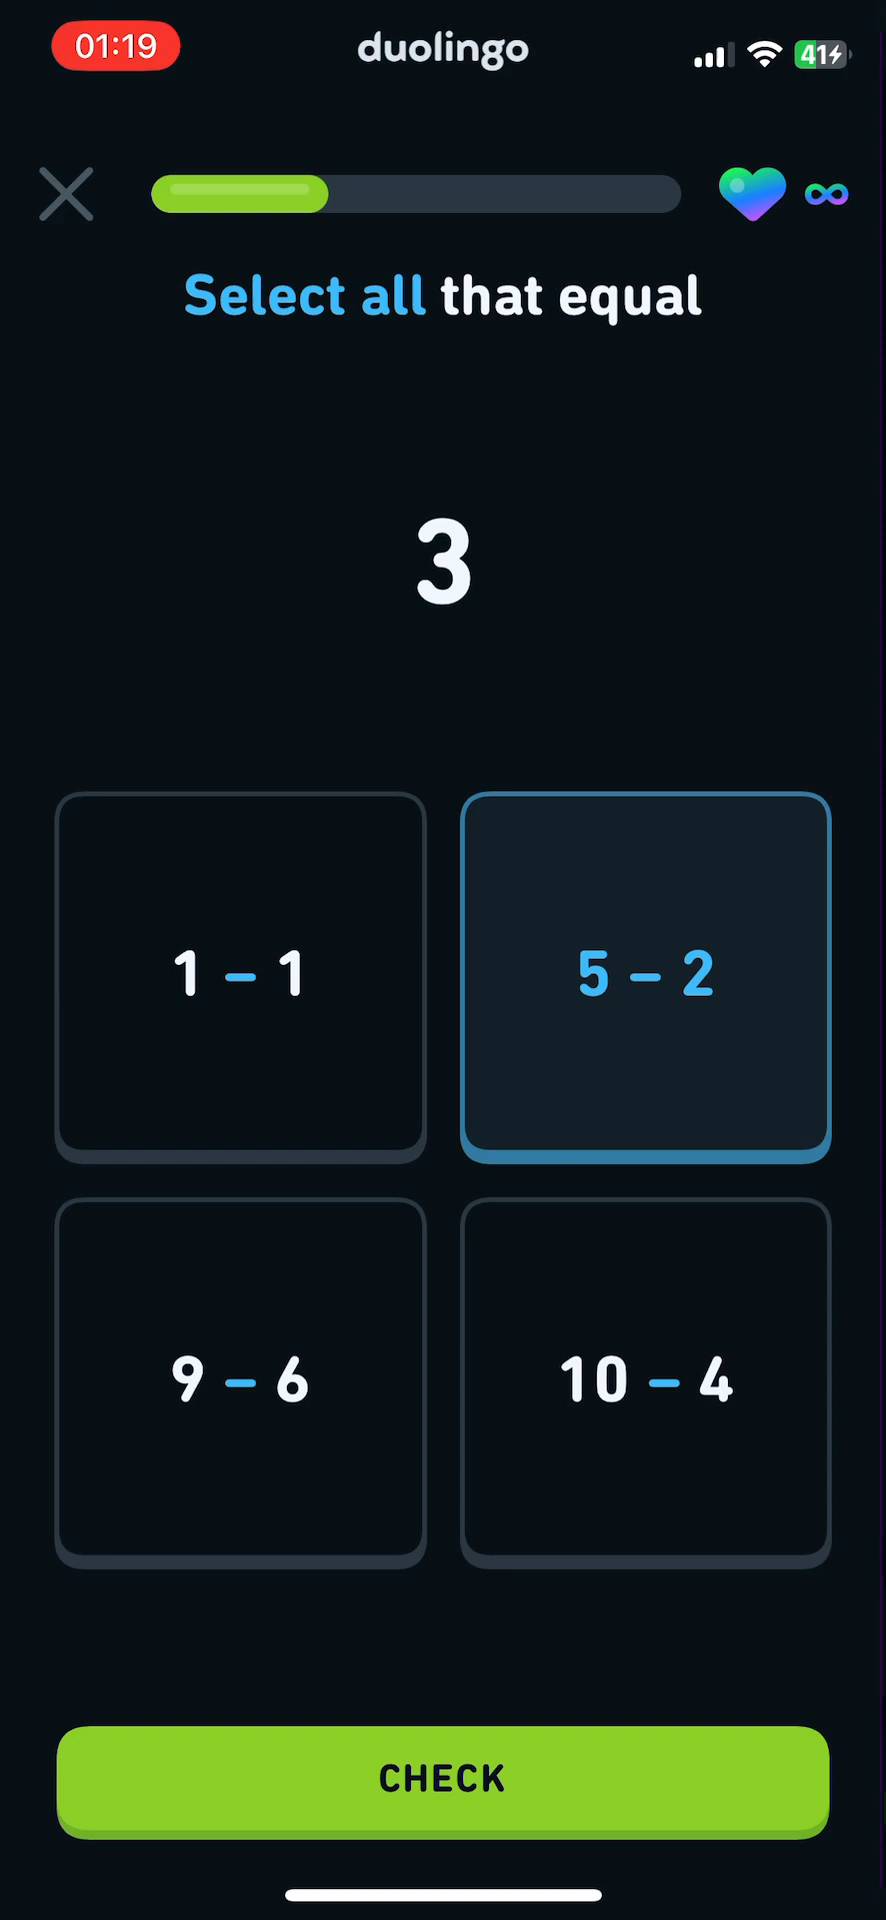 01:19
duolingo
41
∞
Select all that equal
3
1 – 1
5 – 2
9 – 6
10 – 4
CHECK